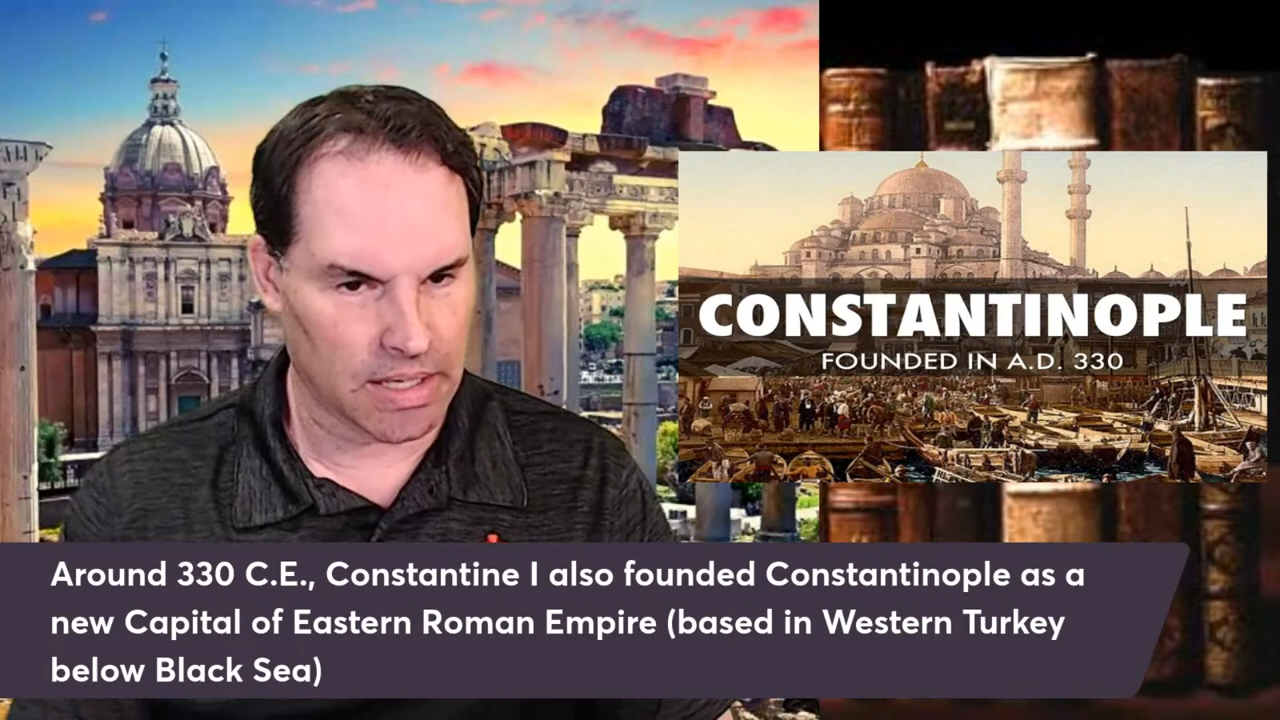 CONSTANTINOPLE
FOUNDED IN A.D. 330
Around 330 C.E., Constantine I also founded Constantinople as a
new Capital of Eastern Roman Empire (based in Western Turkey
below Black Sea)